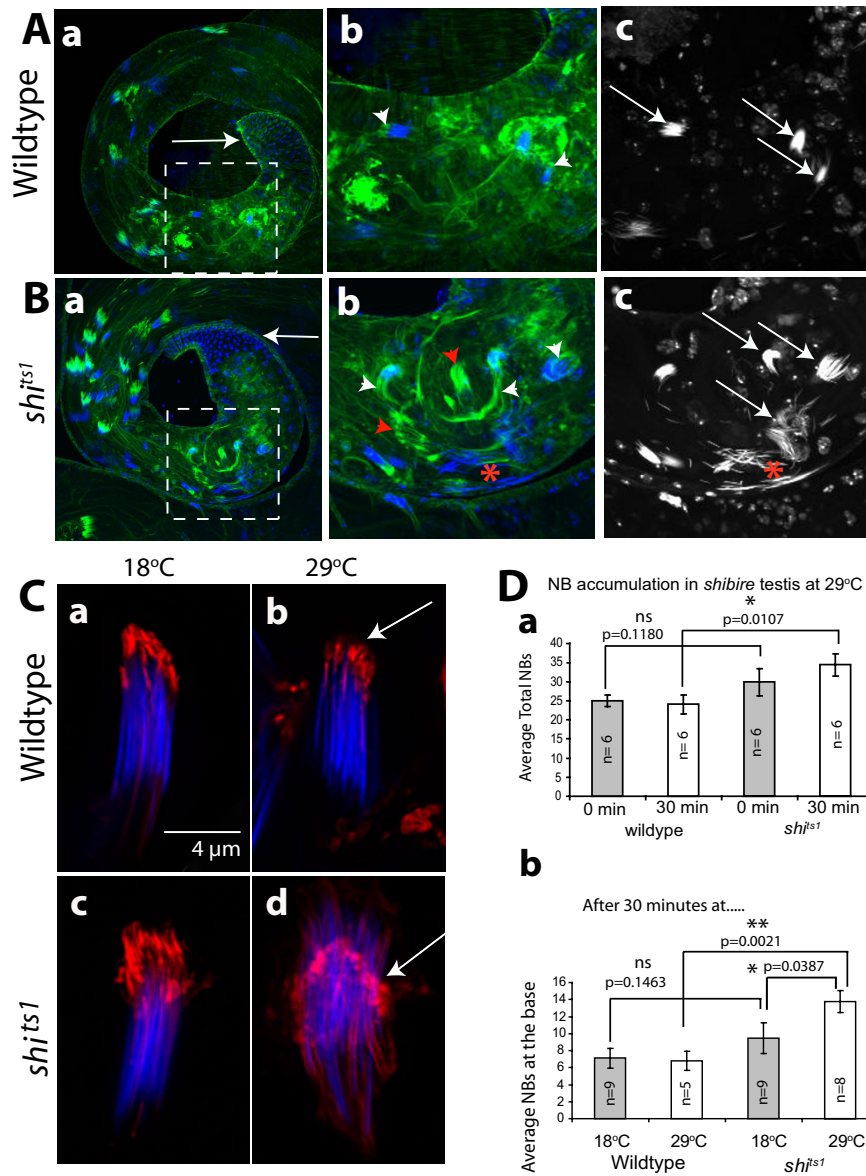 A
Wildtype
a
b
c
B
shi^ts1
a
b
c
*
*
18°C
29°C
C
Wildtype
a
b
4 µm
shi^ts1
c
d
D
NB accumulation in shibire testis at 29°C
a
*
ns
p=0.0107
p=0.1180
Average Total NBs
40
35
30
25
20
15
10
5
0
n= 6
n= 6
n= 6
n= 6
0 min
30 min
0 min
30 min
wildype
shi^ts1
b
After 30 minutes at.....
**
p=0.0021
ns
*
p=0.0387
p=0.1463
Average NBs at the base
16
14
12
10
8
6
4
2
0
n=9
n=5
n=9
n=8
18°C
29°C
18°C
29°C
Wildtype
shi^ts1